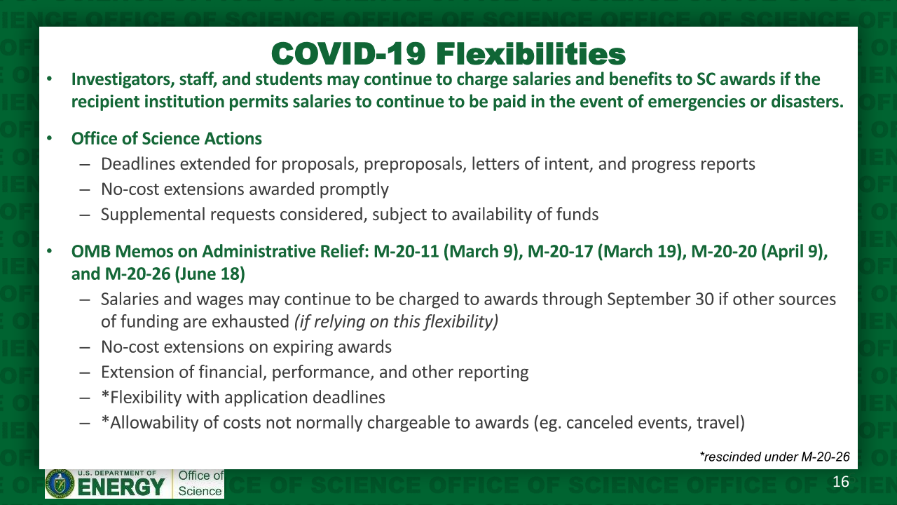 COVID-19 Flexibilities
• Investigators, staff, and students may continue to charge salaries and benefits to SC awards if the
recipient institution permits salaries to continue to be paid in the event of emergencies or disasters.
• Office of Science Actions
– Deadlines extended for proposals, preproposals, letters of intent, and progress reports
– No-cost extensions awarded promptly
– Supplemental requests considered, subject to availability of funds
• OMB Memos on Administrative Relief: M-20-11 (March 9), M-20-17 (March 19), M-20-20 (April 9),
and M-20-26 (June 18)
– Salaries and wages may continue to be charged to awards through September 30 if other sources
of funding are exhausted (if relying on this flexibility)
– No-cost extensions on expiring awards
– Extension of financial, performance, and other reporting
– *Flexibility with application deadlines
– *Allowability of costs not normally chargeable to awards (eg. canceled events, travel)
*rescinded under M-20-26
U.S. DEPARTMENT OF
ENERGY
Office of
Science
16